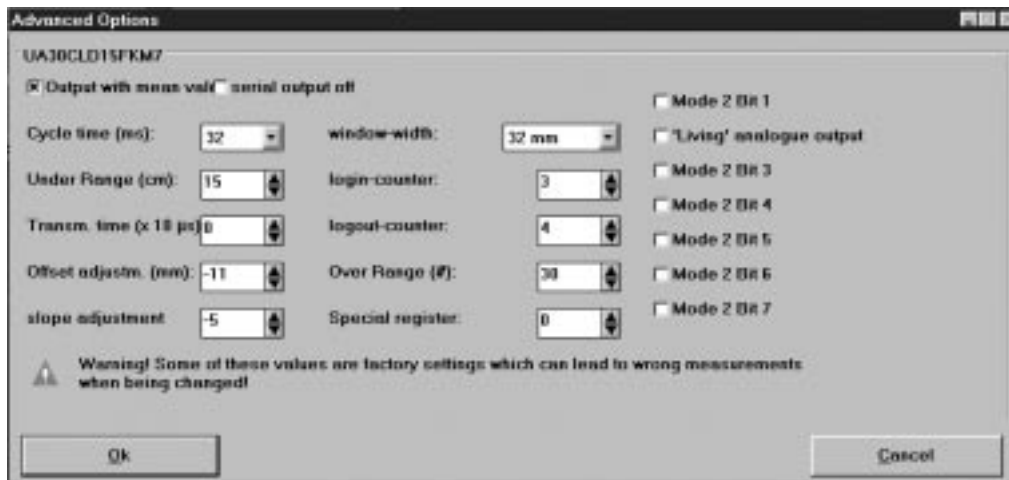 Advanced Options
UA30CLD15FKM7
Output with meas val serial output off
Cycle time (ms): 32
Under Range (cm): 15
Transm. time (x 10 µs) 0
Offset adjustm. (mm): -11
slope adjustment -5
window-width: 32 mm
login-counter: 3
logout-counter: 4
Over Range (#): 30
Special register: 0
Mode 2 Bit 1
'Living' analogue output
Mode 2 Bit 3
Mode 2 Bit 4
Mode 2 Bit 5
Mode 2 Bit 6
Mode 2 Bit 7
Warning! Some of these values are factory settings which can lead to wrong measurements
when being changed!
Ok
Cancel